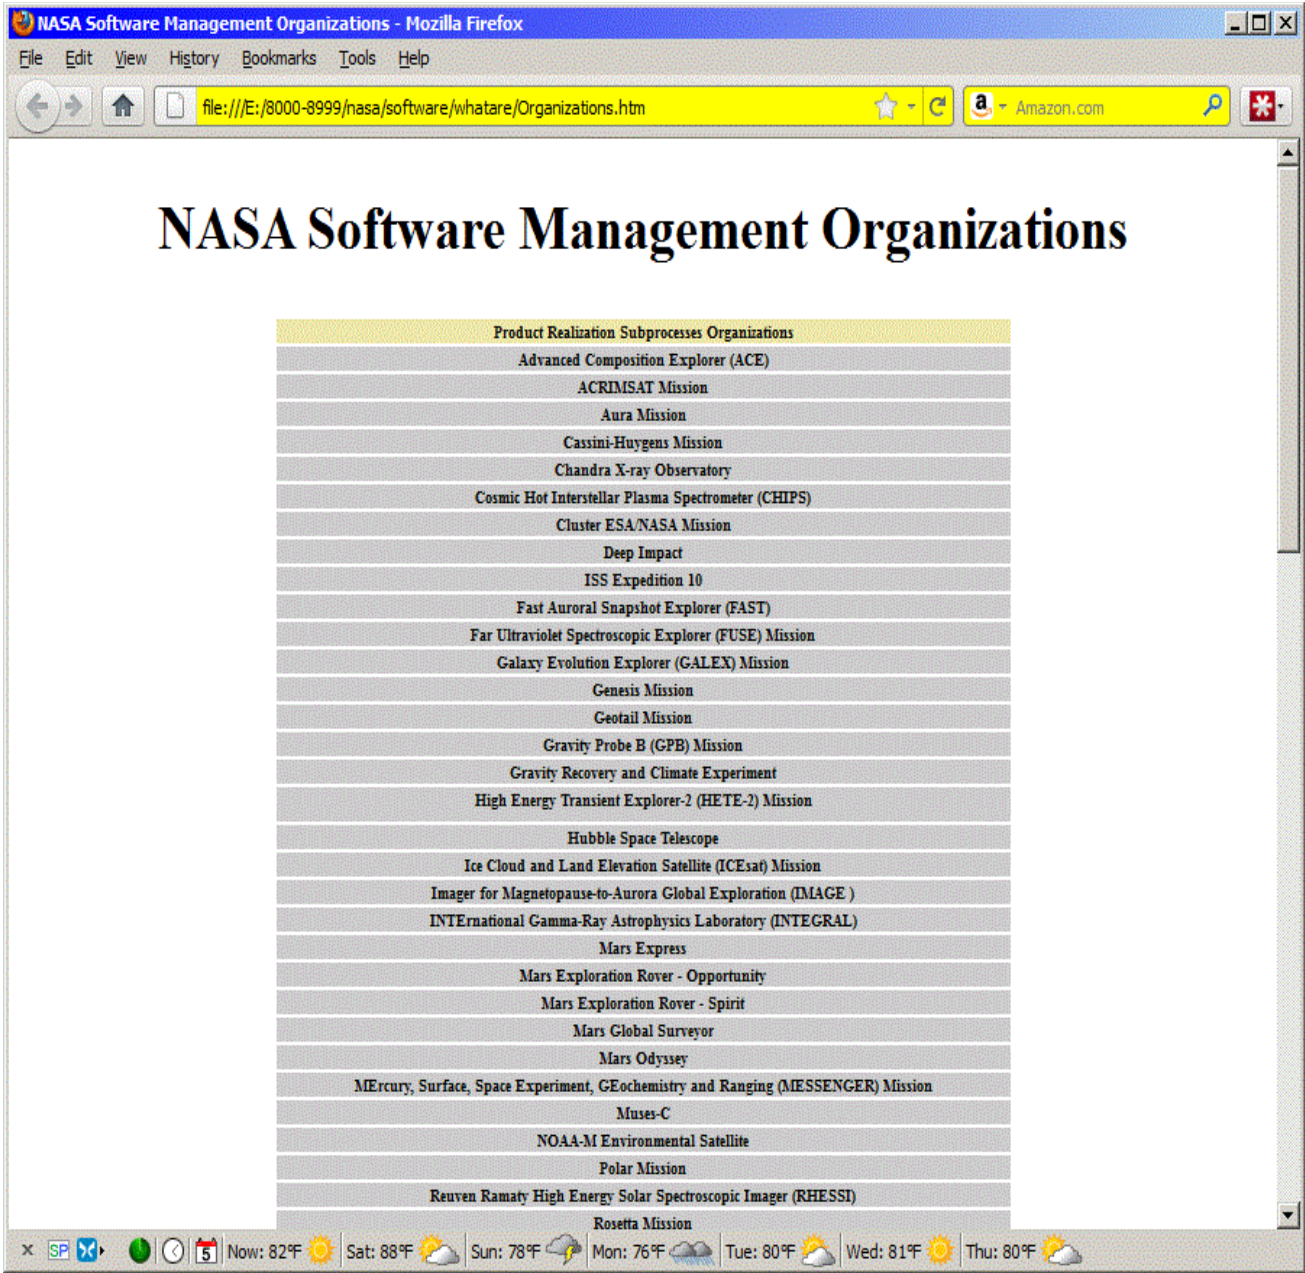 NASA Software Management Organizations - Mozilla Firefox
File Edit View History Bookmarks Tools Help
file:///E:/8000-8999/nasa/software/whatare/Organizations.htm
a Amazon.com
NASA Software Management Organizations
Product Realization Subprocesses Organizations
Advanced Composition Explorer (ACE)
ACRIMSAT Mission
Aura Mission
Cassini-Huygens Mission
Chandra X-ray Observatory
Cosmic Hot Interstellar Plasma Spectrometer (CHIPS)
Cluster ESA/NASA Mission
Deep Impact
ISS Expedition 10
Fast Auroral Snapshot Explorer (FAST)
Far Ultraviolet Spectroscopic Explorer (FUSE) Mission
Galaxy Evolution Explorer (GALEX) Mission
Genesis Mission
Geotail Mission
Gravity Probe B (GPB) Mission
Gravity Recovery and Climate Experiment
High Energy Transient Explorer-2 (HETE-2) Mission
Hubble Space Telescope
Ice Cloud and Land Elevation Satellite (ICEsat) Mission
Imager for Magnetopause-to-Aurora Global Exploration (IMAGE )
INTErnational Gamma-Ray Astrophysics Laboratory (INTEGRAL)
Mars Express
Mars Exploration Rover - Opportunity
Mars Exploration Rover - Spirit
Mars Global Surveyor
Mars Odyssey
MErcury, Surface, Space Experiment, GEochemistry and Ranging (MESSENGER) Mission
Muses-C
NOAA-M Environmental Satellite
Polar Mission
Reuven Ramaty High Energy Solar Spectroscopic Imager (RHESSI)
Rosetta Mission
SP 5 Now: 82°F Sat: 88°F Sun: 78°F Mon: 76°F Tue: 80°F Wed: 81°F Thu: 80°F